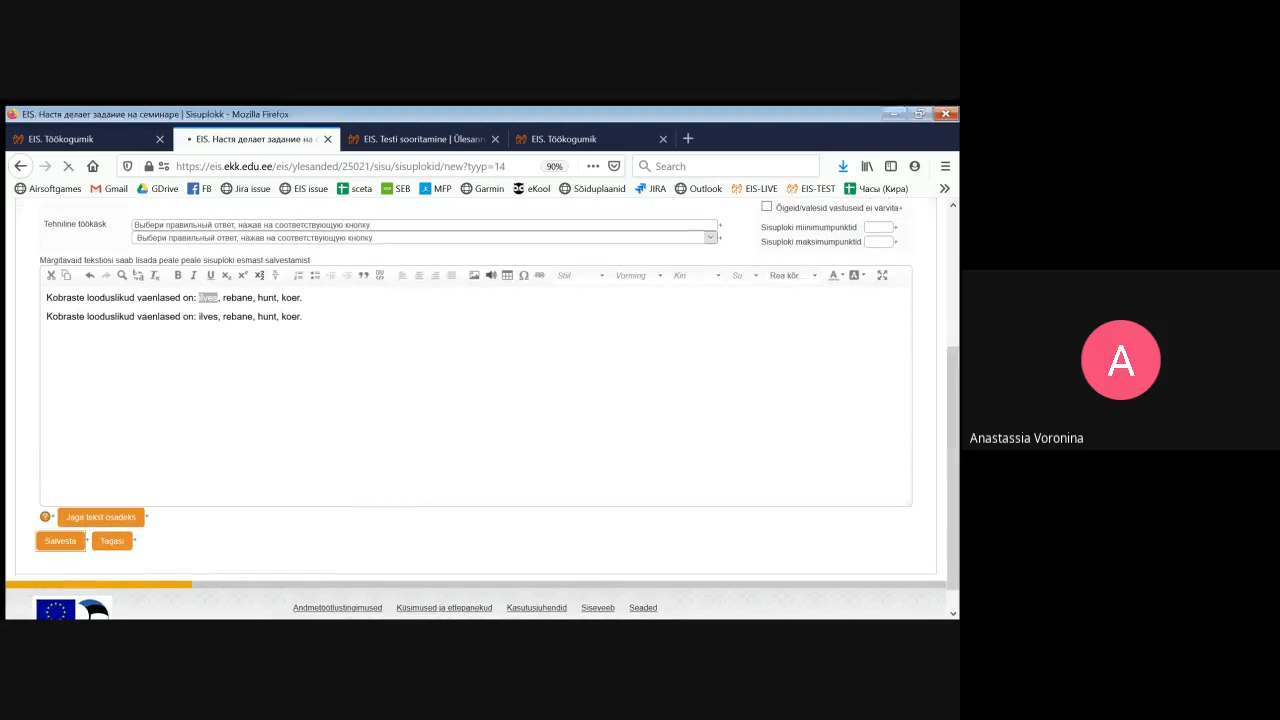 EIS. Настя делает задание на семинаре | Sisuplokk - Mozilla Firefox
EIS. Töökogumik
EIS. Настя делает задание на с
EIS. Testi sooritamine | Ülesann
EIS. Töökogumik
https://eis.ekk.edu.ee/eis/ylesanded/25021/sisu/sisuplokid/new?tyyp=14
90%
Search
Airsoftgames Gmail GDrive FB Jira issue EIS issue sceta SEB MFP Garmin eKool Sõiduplaanid JIRA Outlook EIS-LIVE EIS-TEST Часы (Кира)
Õigeid/valesid vastuseid ei värvita+
Tehniline töökäsk
Выбери правильный ответ, нажав на соответствующую кнопку.
Sisuploki miinimumpunktid
Выбери правильный ответ, нажав на соответствующую кнопку.
Sisuploki maksimumpunktid
Märgitavaid tekstiosi saab lisada peale peale sisuploki esmast salvestamist
Stiil Vorming Kiri Su... Rea kõr...
Kobraste looduslikud vaenlased on: ilves, rebane, hunt, koer.
Kobraste looduslikud vaenlased on: ilves, rebane, hunt, koer.
Jaga tekst osadeks
Salvesta Tagasi
Andmetöötlustingimused Küsimused ja ettepanekud Kasutusjuhendid Siseveeb Seaded
A
Anastassia Voronina